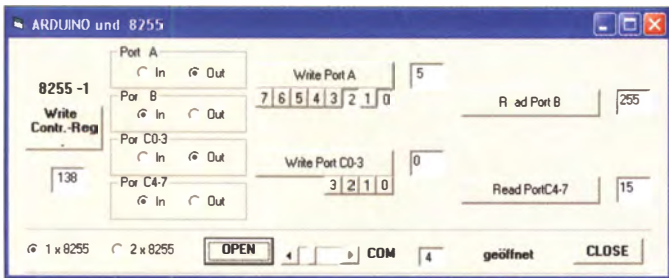 ARDUINO und 8255
Port A
In Out
8255 -1
Write Contr.-Reg
138
Por B
In Out
Por C0-3
In Out
Por C4-7
In Out
Write Port A
5
7 6 5 4 3 2 1 0
Write Port C0-3
0
3 2 1 0
R ad Port B
255
Read PortC4-7
15
1 x 8255
2 x 8255
OPEN
COM
4
geöffnet
CLOSE